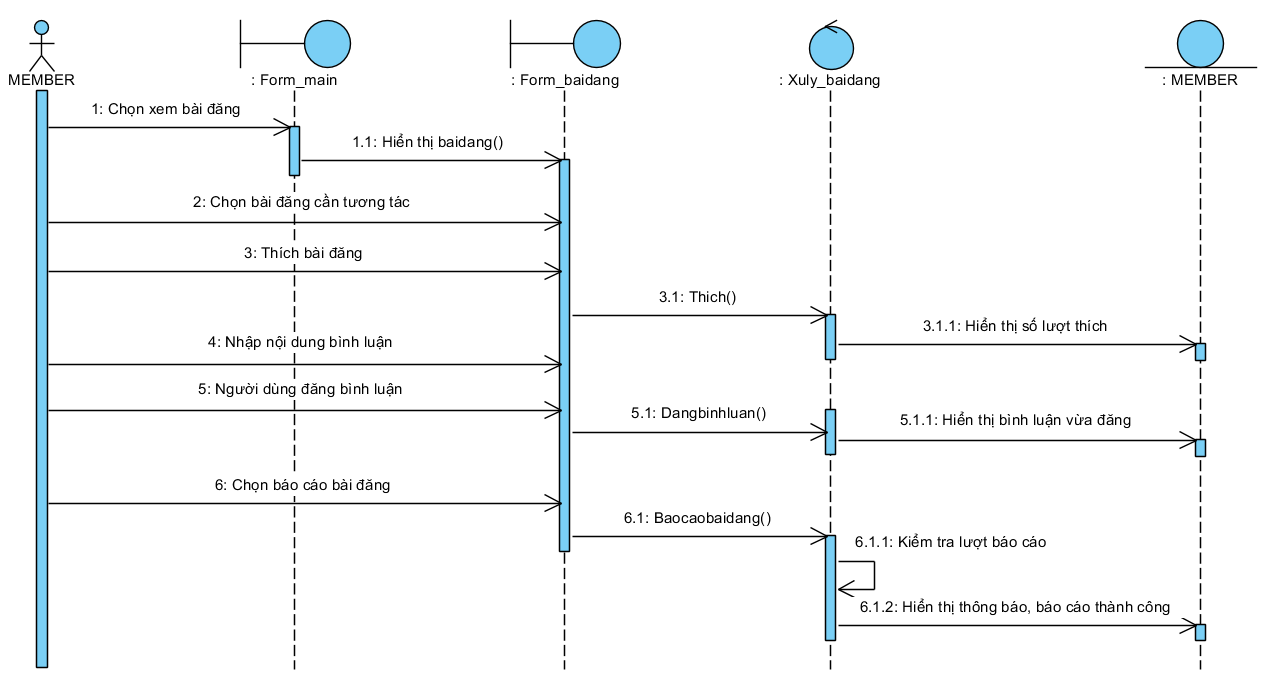 MEMBER
: Form_main
: Form_baidang
: Xuly_baidang
: MEMBER
1: Chọn xem bài đăng
1.1: Hiển thị baidang()
2: Chọn bài đăng cần tương tác
3: Thích bài đăng
3.1: Thich()
3.1.1: Hiển thị số lượt thích
4: Nhập nội dung bình luận
5: Người dùng đăng bình luận
5.1: Dangbinhluan()
5.1.1: Hiển thị bình luận vừa đăng
6: Chọn báo cáo bài đăng
6.1: Baocaobaidang()
6.1.1: Kiểm tra lượt báo cáo
6.1.2: Hiển thị thông báo, báo cáo thành công